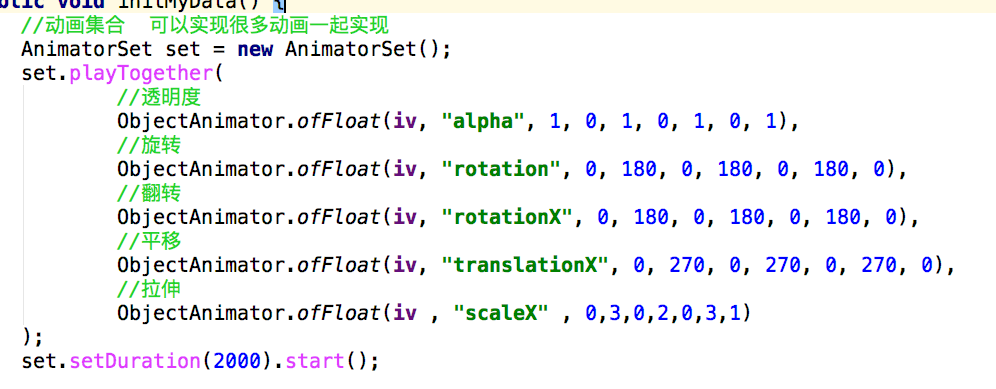 blic void initMyData() {
//动画集合  可以实现很多动画一起实现
AnimatorSet set = new AnimatorSet();
set.playTogether(
//透明度
ObjectAnimator.ofFloat(iv, "alpha", 1, 0, 1, 0, 1, 0, 1),
//旋转
ObjectAnimator.ofFloat(iv, "rotation", 0, 180, 0, 180, 0, 180, 0),
//翻转
ObjectAnimator.ofFloat(iv, "rotationX", 0, 180, 0, 180, 0, 180, 0),
//平移
ObjectAnimator.ofFloat(iv, "translationX", 0, 270, 0, 270, 0, 270, 0),
//拉伸
ObjectAnimator.ofFloat(iv , "scaleX" , 0,3,0,2,0,3,1)
);
set.setDuration(2000).start();